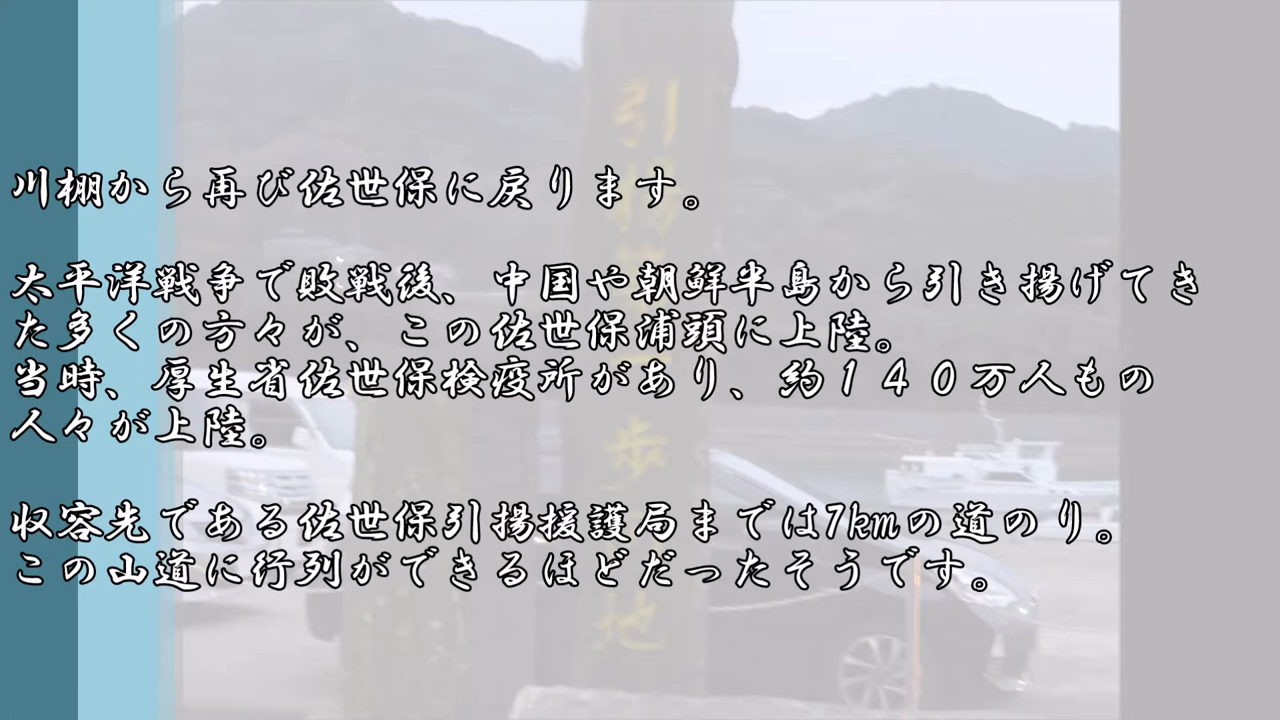 川棚から再び佐世保に戻ります。
太平洋戦争で敗戦後、中国や朝鮮半島から引き揚げてき
た多くの方々が、この佐世保浦頭に上陸。
当時、厚生省佐世保検疫所があり、約１４０万人もの
人々が上陸。
収容先である佐世保引揚援護局までは7kmの道のり。
この山道に行列ができるほどだったそうです。
引揚第一歩
地